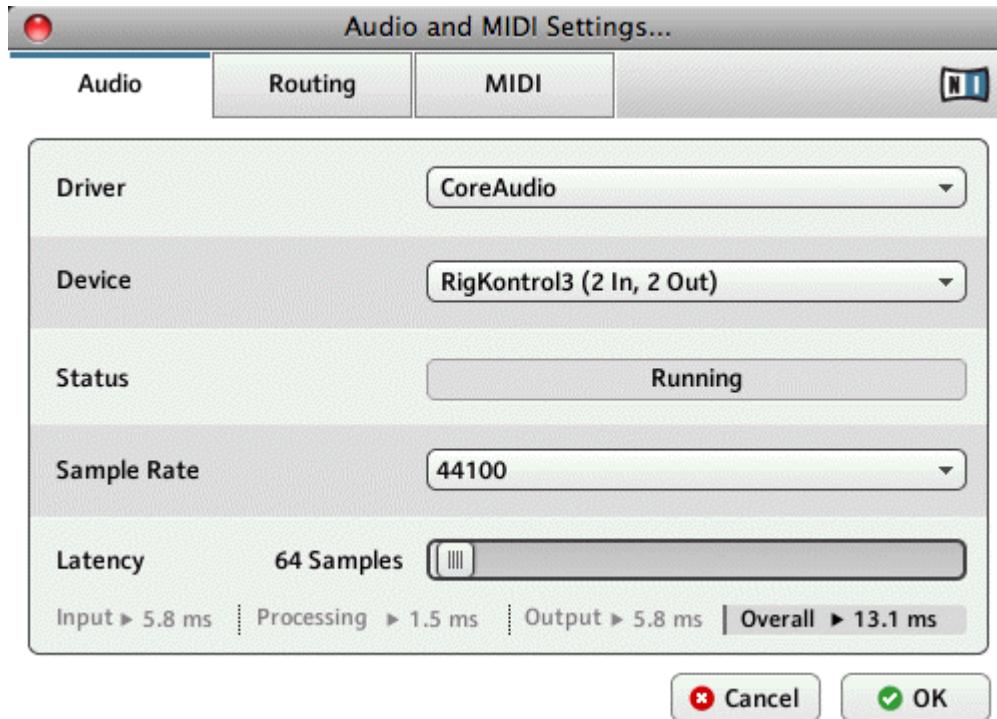 Audio and MIDI Settings...
Audio Routing MIDI NI
Driver CoreAudio
Device RigKontrol3 (2 In, 2 Out)
Status Running
Sample Rate 44100
Latency 64 Samples
Input ▸ 5.8 ms Processing ▸ 1.5 ms Output ▸ 5.8 ms Overall ▸ 13.1 ms
Cancel OK